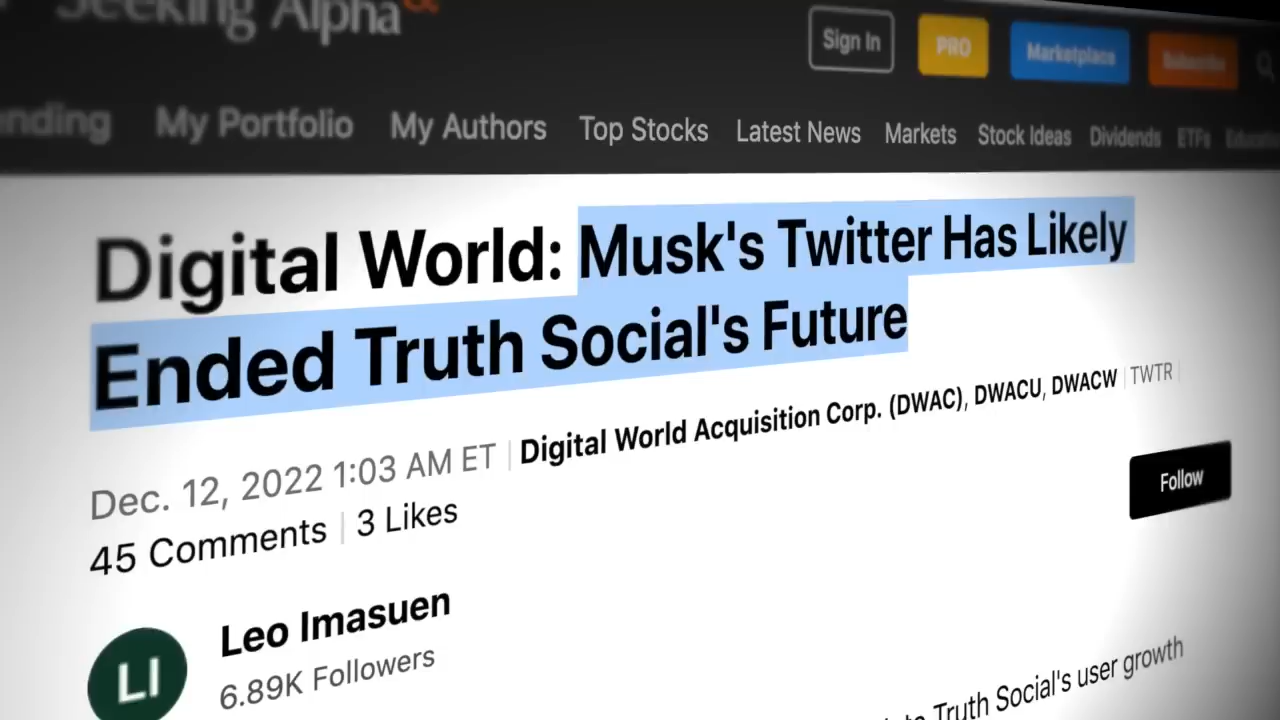 Seeking Alpha
Sign In PRO Marketplace Subscribe
My Portfolio My Authors Top Stocks Latest News Markets Stock Ideas Dividends ETFs
Digital World: Musk's Twitter Has Likely
Ended Truth Social's Future
Dec. 12, 2022 1:03 AM ET | Digital World Acquisition Corp. (DWAC), DWACU, DWACW | TWTR
45 Comments | 3 Likes
Follow
LI
Leo Imasuen
6.89K Followers
Truth Social's user growth